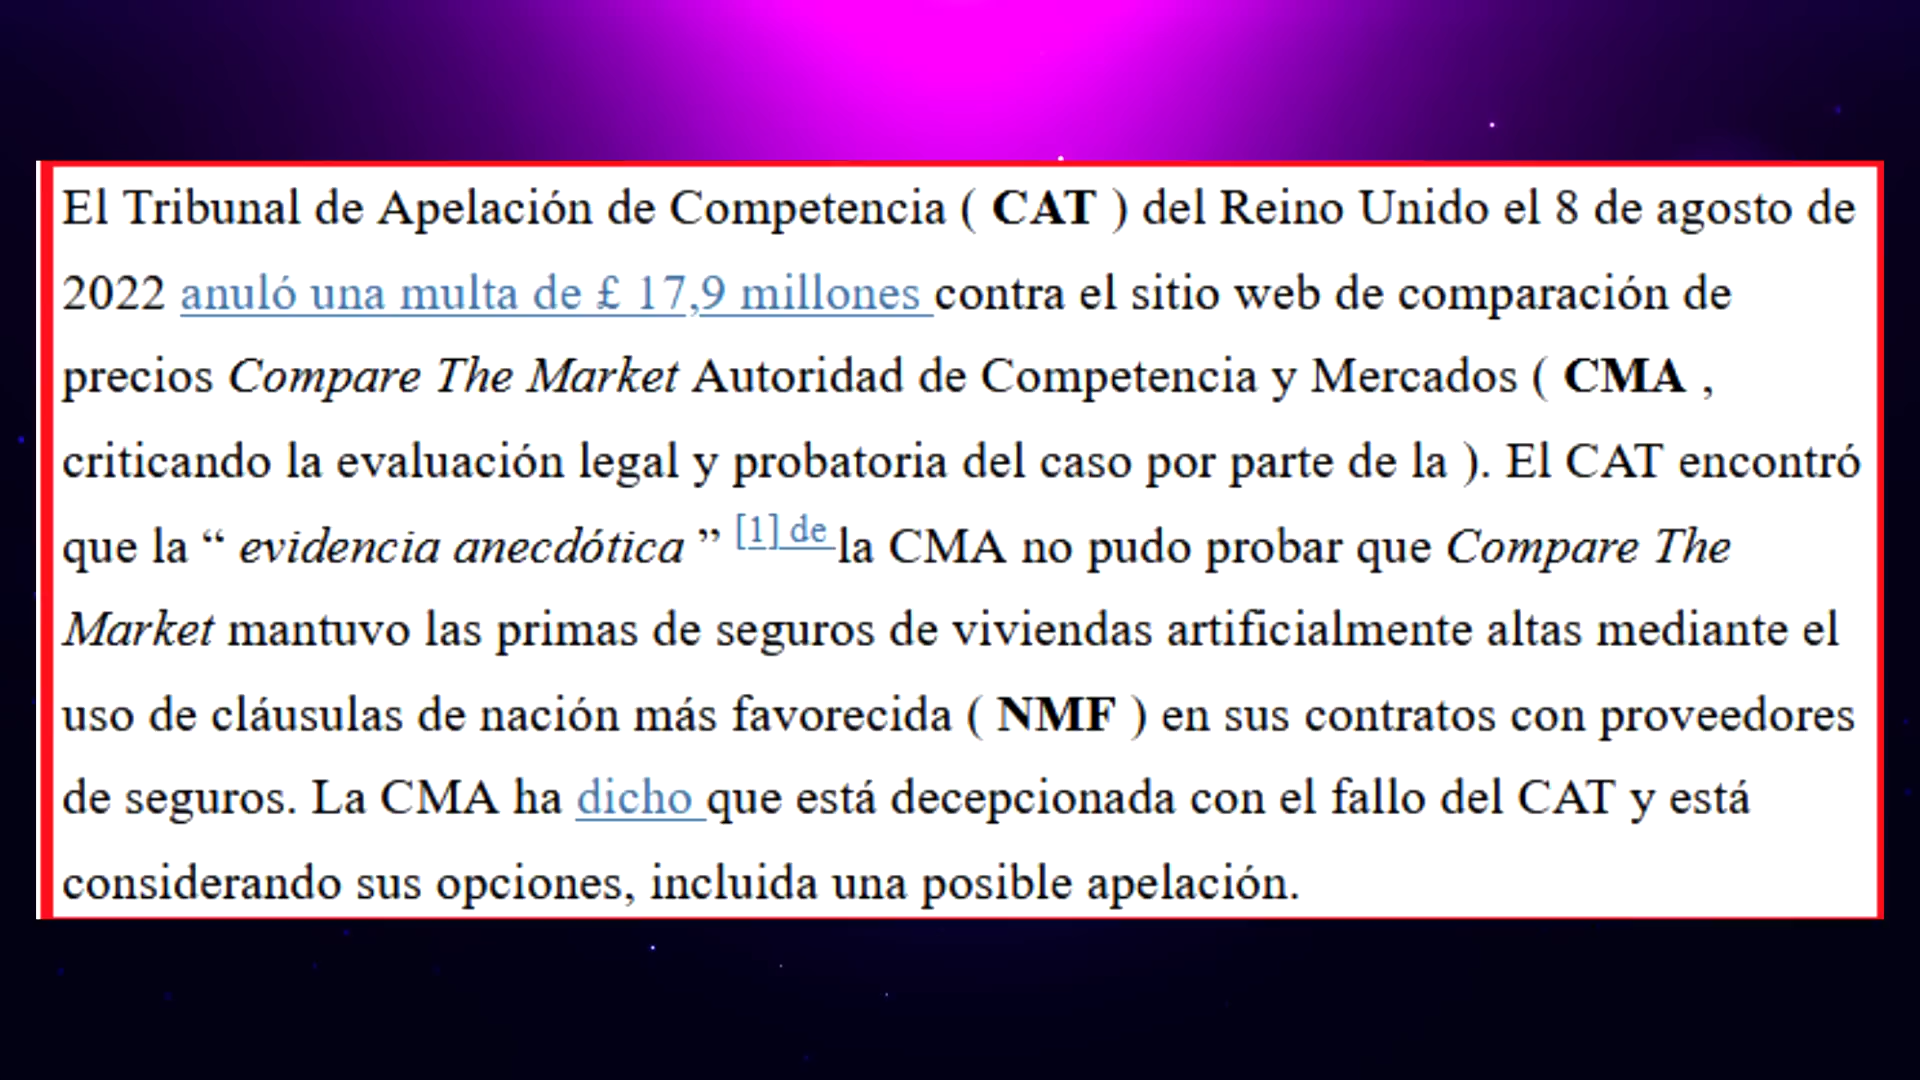 El Tribunal de Apelación de Competencia ( CAT ) del Reino Unido el 8 de agosto de
2022 anuló una multa de £ 17,9 millones contra el sitio web de comparación de
precios Compare The Market Autoridad de Competencia y Mercados ( CMA ,
criticando la evaluación legal y probatoria del caso por parte de la ). El CAT encontró
que la “ evidencia anecdótica ” [1] de la CMA no pudo probar que Compare The
Market mantuvo las primas de seguros de viviendas artificialmente altas mediante el
uso de cláusulas de nación más favorecida ( NMF ) en sus contratos con proveedores
de seguros. La CMA ha dicho que está decepcionada con el fallo del CAT y está
considerando sus opciones, incluida una posible apelación.